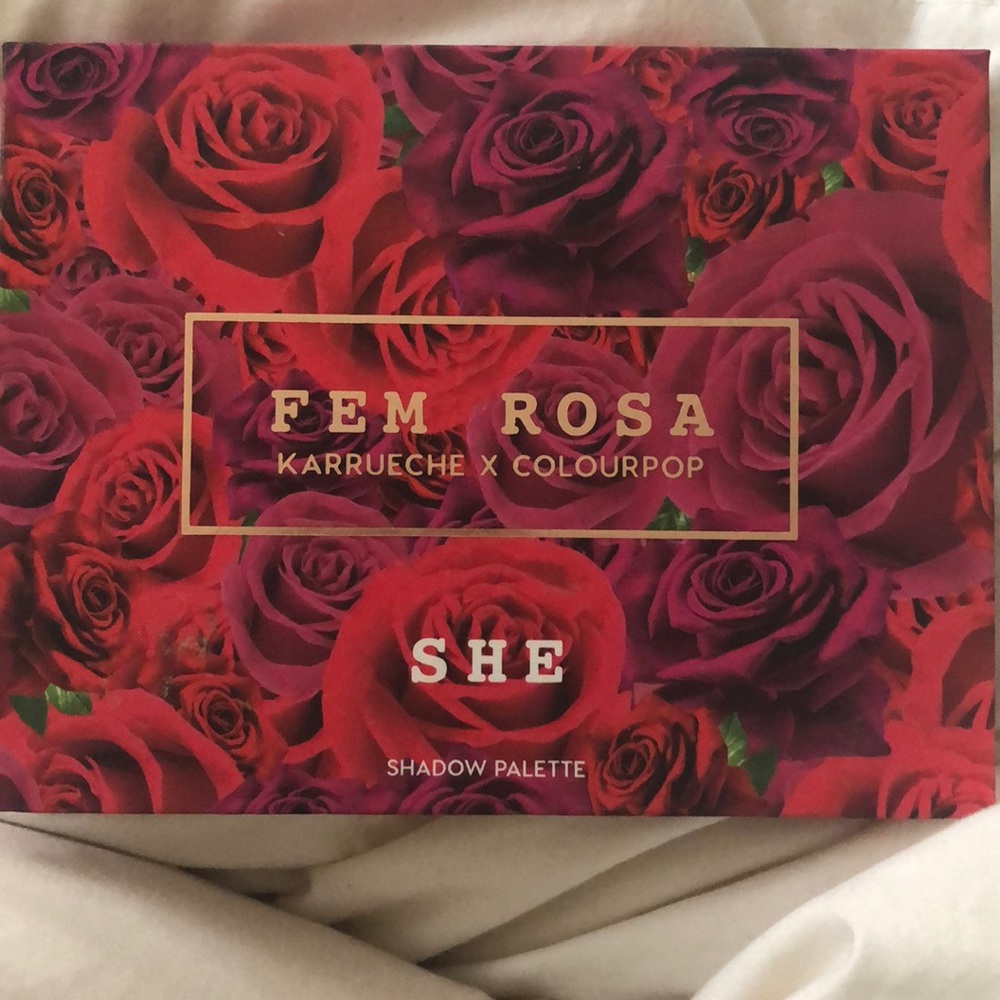 FEM ROSA
KARRUECHE X COLOURPOP
SHE
SHADOW PALETTE